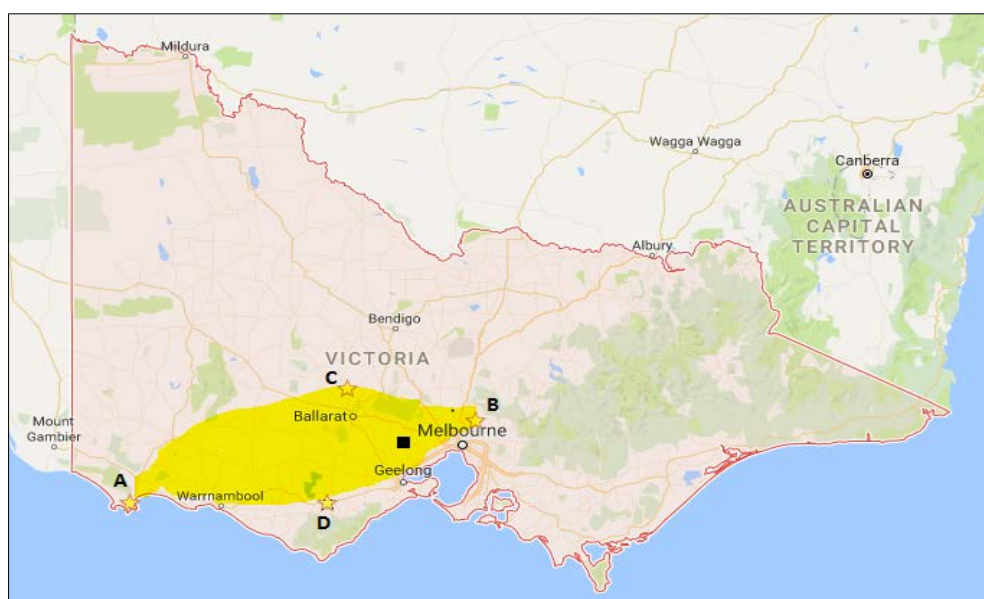 Mildura
Wagga Wagga
Canberra
AUSTRALIAN
CAPITAL
TERRITORY
Albury
Bendigo
VICTORIA
C
B
Ballarat
Mount
Gambier
Melbourne
A
Geelong
Warrnambool
D